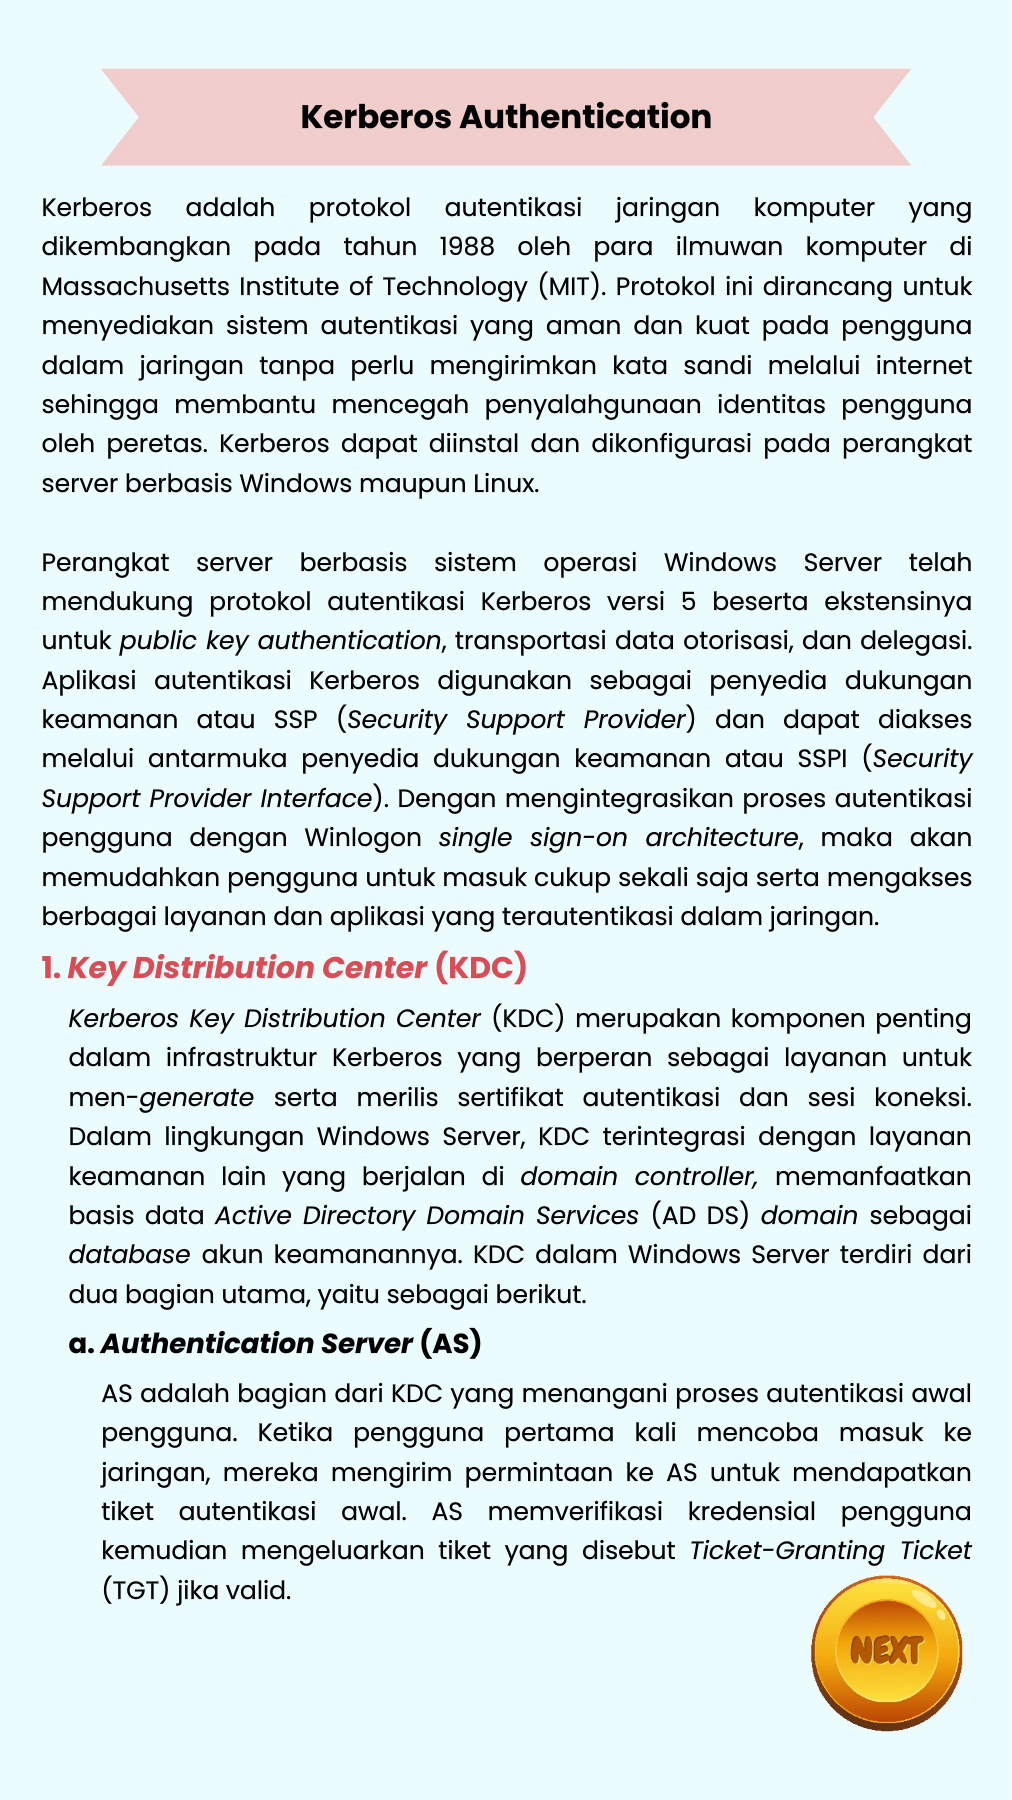 Kerberos Authentication
Kerberos adalah protokol autentikasi jaringan komputer yang
dikembangkan pada tahun 1988 oleh para ilmuwan komputer di
Massachusetts Institute of Technology (MIT). Protokol ini dirancang untuk
menyediakan sistem autentikasi yang aman dan kuat pada pengguna
dalam jaringan tanpa perlu mengirimkan kata sandi melalui internet
sehingga membantu mencegah penyalahgunaan identitas pengguna
oleh peretas. Kerberos dapat diinstal dan dikonfigurasi pada perangkat
server berbasis Windows maupun Linux.
Perangkat server berbasis sistem operasi Windows Server telah
mendukung protokol autentikasi Kerberos versi 5 beserta ekstensinya
untuk public key authentication, transportasi data otorisasi, dan delegasi.
Aplikasi autentikasi Kerberos digunakan sebagai penyedia dukungan
keamanan atau SSP (Security Support Provider) dan dapat diakses
melalui antarmuka penyedia dukungan keamanan atau SSPI (Security
Support Provider Interface). Dengan mengintegrasikan proses autentikasi
pengguna dengan Winlogon single sign-on architecture, maka akan
memudahkan pengguna untuk masuk cukup sekali saja serta mengakses
berbagai layanan dan aplikasi yang terautentikasi dalam jaringan.
1. Key Distribution Center (KDC)
Kerberos Key Distribution Center (KDC) merupakan komponen penting
dalam infrastruktur Kerberos yang berperan sebagai layanan untuk
men-generate serta merilis sertifikat autentikasi dan sesi koneksi.
Dalam lingkungan Windows Server, KDC terintegrasi dengan layanan
keamanan lain yang berjalan di domain controller, memanfaatkan
basis data Active Directory Domain Services (AD DS) domain sebagai
database akun keamanannya. KDC dalam Windows Server terdiri dari
dua bagian utama, yaitu sebagai berikut.
a. Authentication Server (AS)
AS adalah bagian dari KDC yang menangani proses autentikasi awal
pengguna. Ketika pengguna pertama kali mencoba masuk ke
jaringan, mereka mengirim permintaan ke AS untuk mendapatkan
tiket autentikasi awal. AS memverifikasi kredensial pengguna
kemudian mengeluarkan tiket yang disebut Ticket-Granting Ticket
(TGT) jika valid.
NEXT